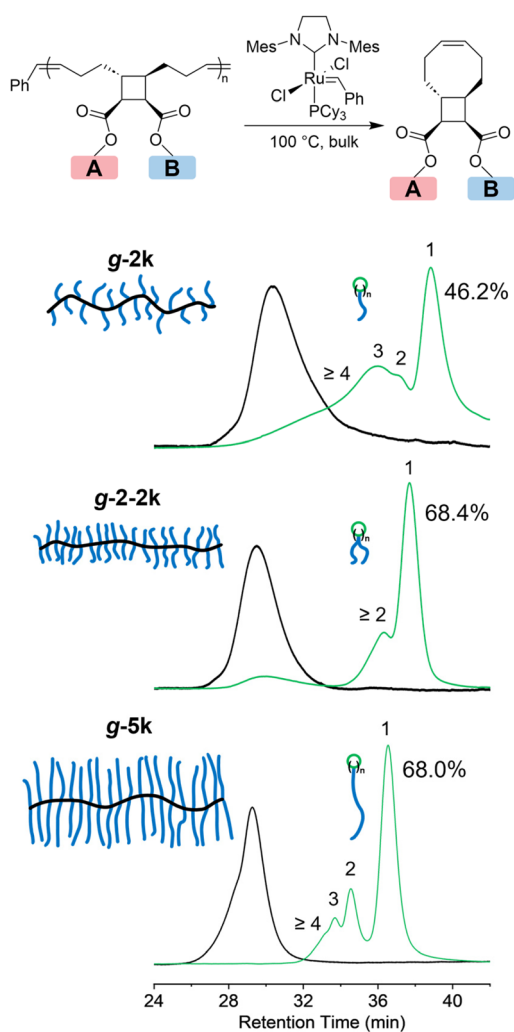 Mes N N Mes
Cl
Ru
Cl Ph
PCy3
Ph
n
O O
O O
A B
100 °C, bulk
O O
O O
A B
g-2k
( )n
1
46.2%
≥ 4 3 2
g-2-2k
( )n
1
68.4%
≥ 2
g-5k
( )n
1
68.0%
2
3
≥ 4
24 28 32 36 40
Retention Time (min)